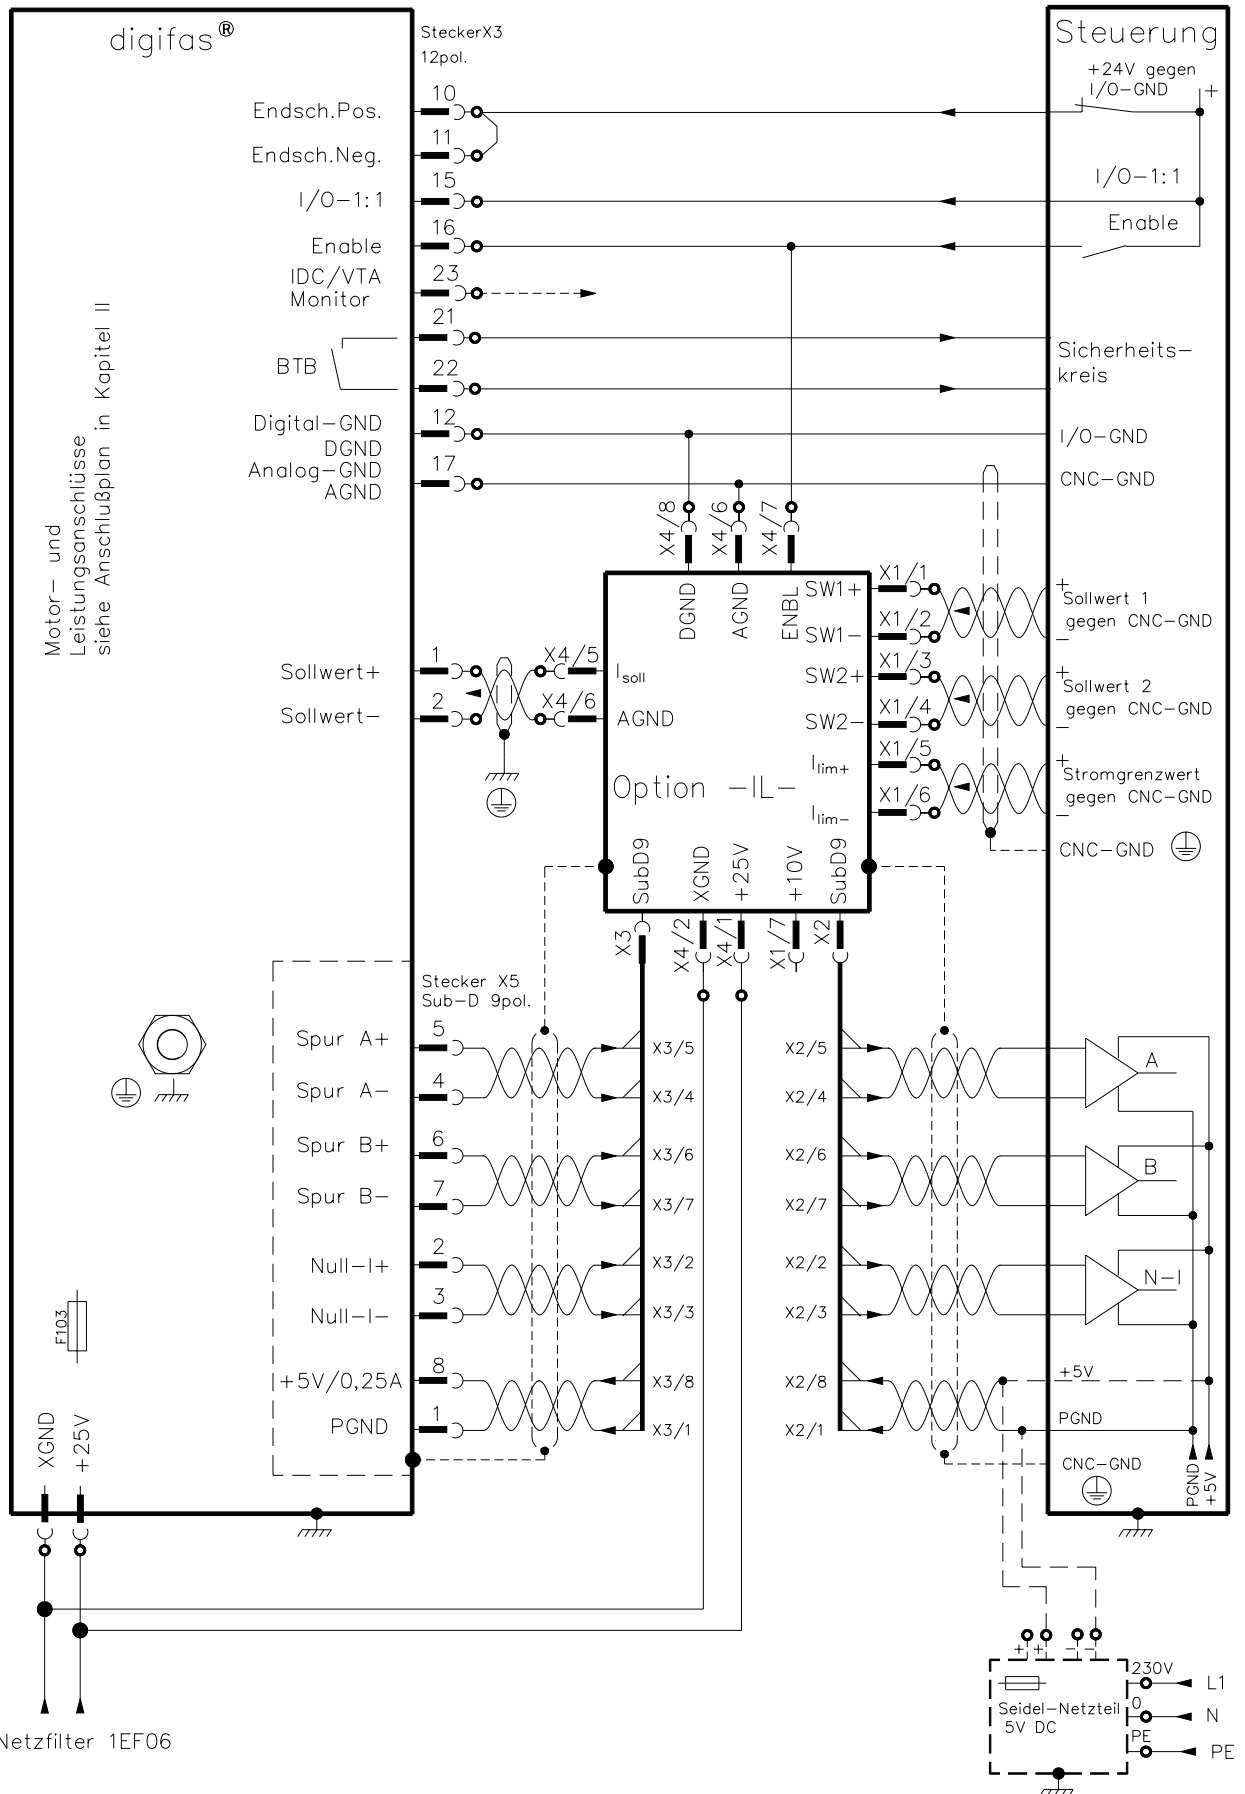 digifas®
SteckerX3
12pol.
Steuerung
+24V gegen
I/O-GND
+
Endsch.Pos.
10
Endsch.Neg.
11
I/O-1:1
15
I/O-1:1
Enable
16
Enable
IDC/VTA
Monitor
23
21
BTB
22
Sicherheits-
kreis
Digital-GND
DGND
12
I/O-GND
Analog-GND
AGND
17
CNC-GND
Motor- und
Leistungsanschlüsse
siehe Anschlußplan in Kapitel II
X4/8
X4/6
X4/7
DGND
AGND
ENBL
SW1+
X1/1
+
Sollwert 1
gegen CNC-GND
SW1-
X1/2
-
Sollwert+
1
X4/5
Isoll
SW2+
X1/3
+
Sollwert 2
gegen CNC-GND
Sollwert-
2
X4/6
AGND
SW2-
X1/4
-
Ilim+
X1/5
+
Stromgrenzwert
gegen CNC-GND
Option -IL-
Ilim-
X1/6
-
CNC-GND
SubD9
XGND
+25V
+10V
SubD9
X3
X4/2
X4/1
X1/7
X2
Stecker X5
Sub-D 9pol.
Spur A+
5
X3/5
X2/5
A
Spur A-
4
X3/4
X2/4
Spur B+
6
X3/6
X2/6
B
Spur B-
7
X3/7
X2/7
Null-I+
2
X3/2
X2/2
N-I
Null-I-
3
X3/3
X2/3
F103
+5V/0,25A
8
X3/8
X2/8
+5V
PGND
1
X3/1
X2/1
PGND
XGND
+25V
CNC-GND
PGND
+5V
+
+
-
-
230V
L1
Seidel-Netzteil
5V DC
0
N
PE
PE
Netzfilter 1EF06